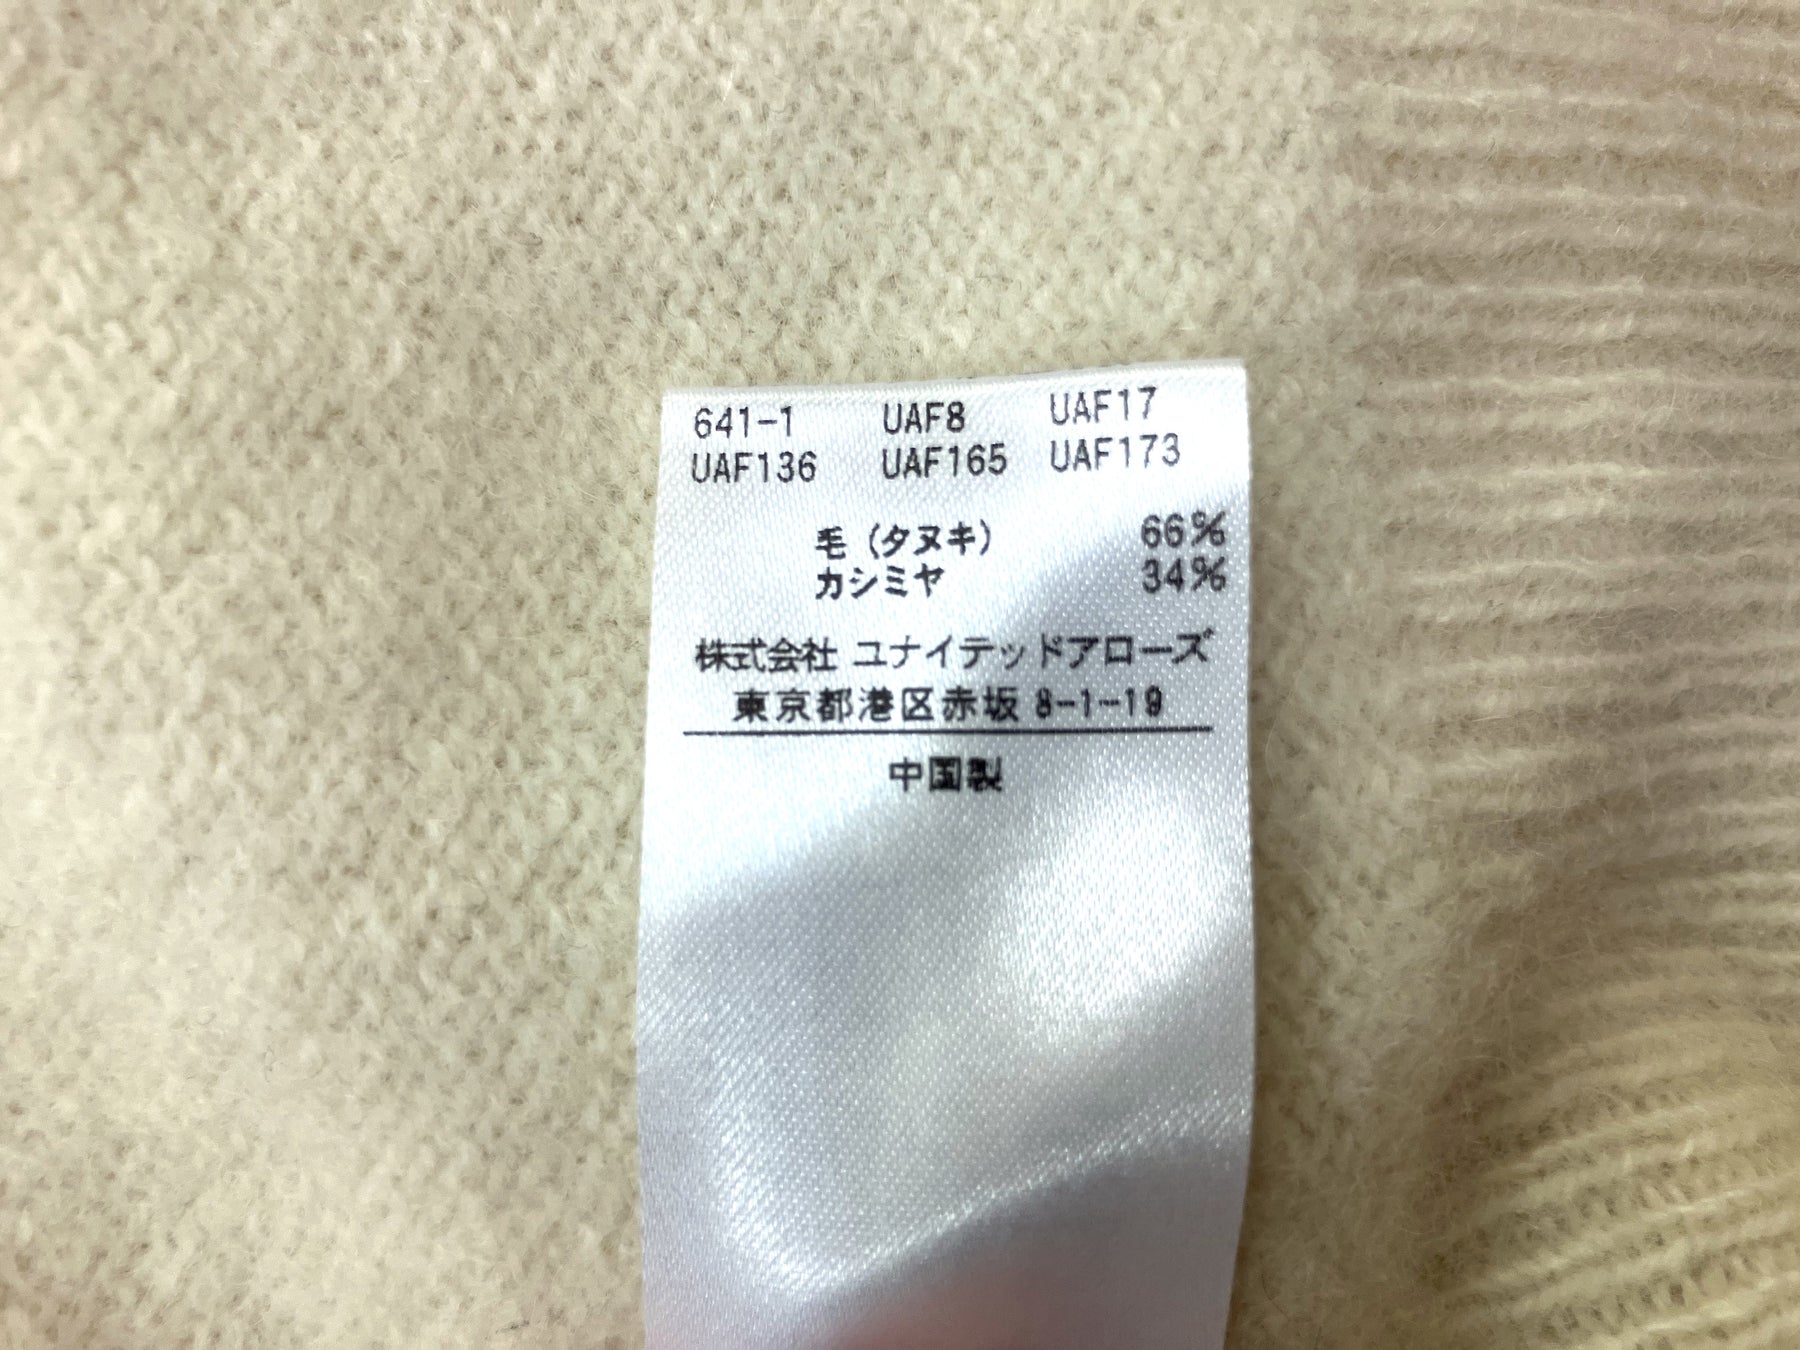 641-1 UAF8 UAF17
UAF136 UAF165 UAF173
毛（タヌキ） 66%
カシミヤ 34%
株式会社 ユナイテッドアローズ
東京都港区赤坂 8-1-19
中国製